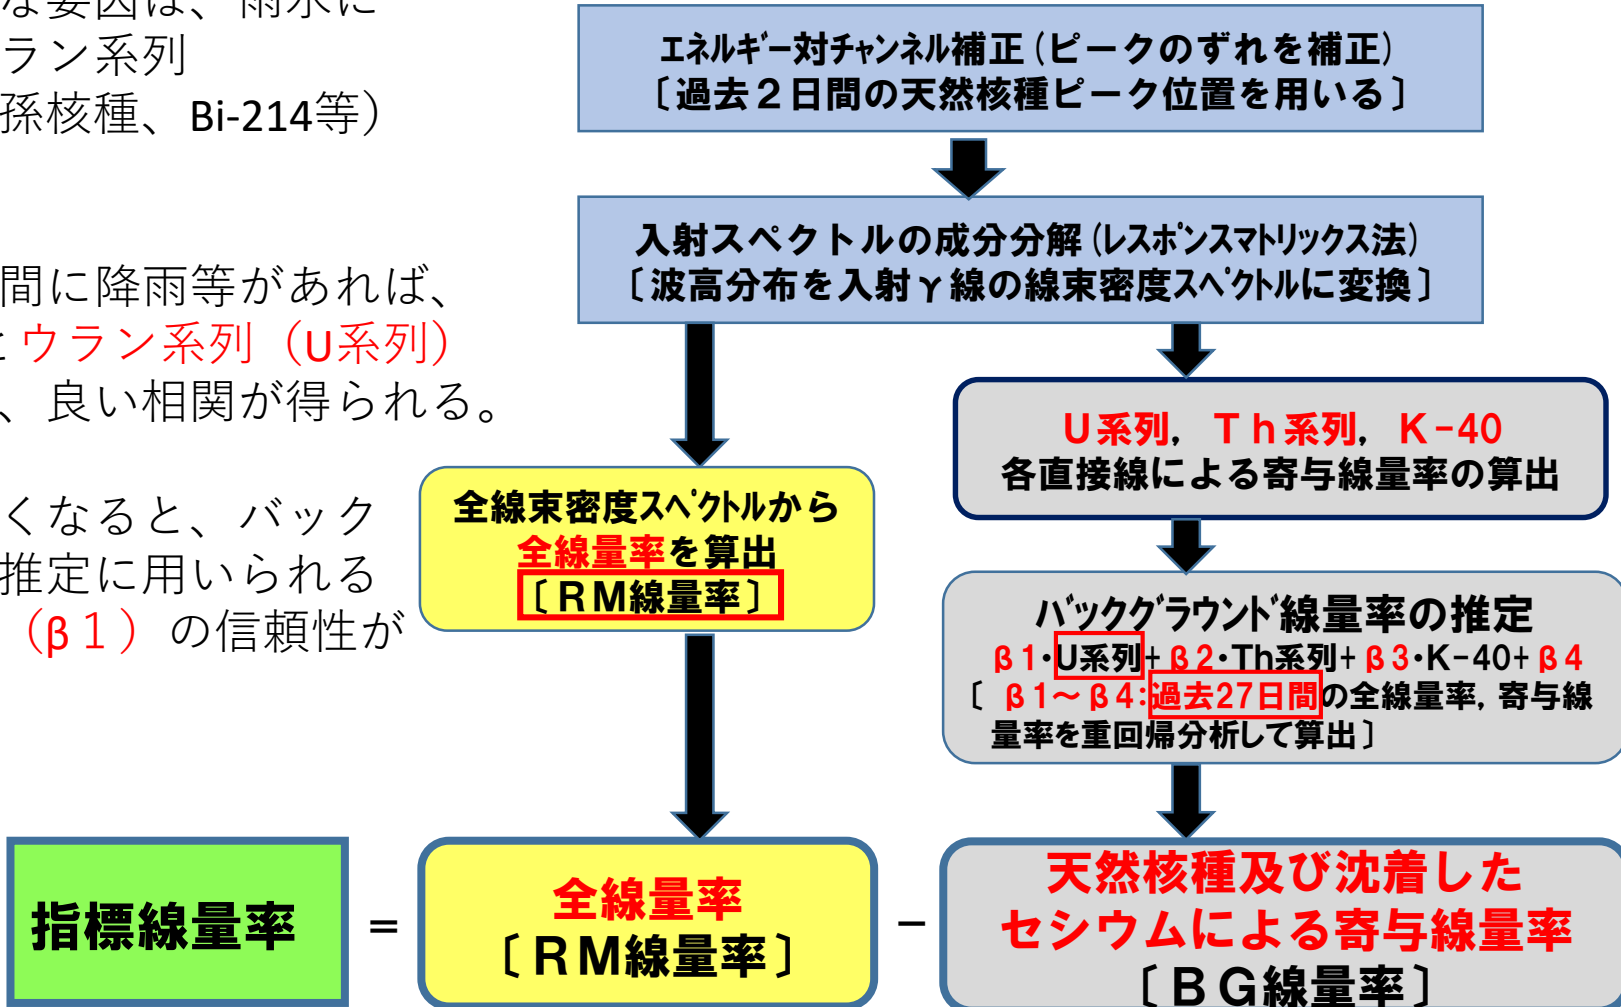 な要因は、雨水に
ラン系列
孫核種、Bi-214等）
間に降雨等があれば、
とウラン系列（U系列）
、良い相関が得られる。
くなると、バック
推定に用いられる
（β１）の信頼性が
エネルギー対チャンネル補正(ピークのずれを補正)
〔過去２日間の天然核種ピーク位置を用いる〕
入射スペクトルの成分分解(レスポンスマトリックス法)
〔波高分布を入射γ線の線束密度スペクトルに変換〕
全線束密度スペクトルから
全線量率を算出
〔ＲＭ線量率〕
Ｕ系列，Ｔｈ系列，Ｋ-40
各直接線による寄与線量率の算出
バックグラウンド線量率の推定
β1・U系列+β2・Th系列+β3・K-40+β4
〔 β1～β4:過去27日間の全線量率,寄与線
量率を重回帰分析して算出〕
指標線量率
=
全線量率
〔ＲＭ線量率〕
−
天然核種及び沈着した
セシウムによる寄与線量率
〔ＢＧ線量率〕